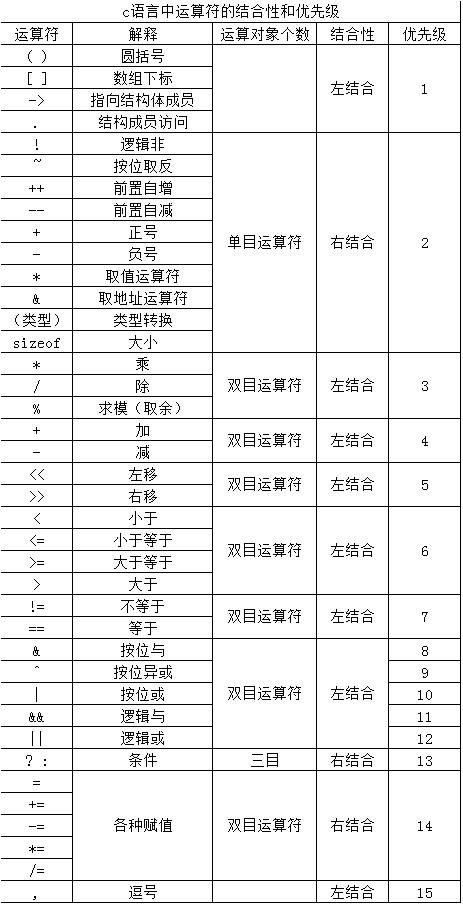 c语言中运算符的结合性和优先级
运算符 解释 运算对象个数 结合性 优先级
( ) 圆括号
[ ] 数组下标
-> 指向结构体成员 左结合 1
. 结构成员访问
! 逻辑非
~ 按位取反
++ 前置自增
-- 前置自减
+ 正号 单目运算符 右结合 2
- 负号
* 取值运算符
& 取地址运算符
(类型) 类型转换
sizeof 大小
* 乘
/ 除 双目运算符 左结合 3
% 求模（取余）
+ 加 双目运算符 左结合 4
- 减
<< 左移 双目运算符 左结合 5
>> 右移
< 小于
<= 小于等于 双目运算符 左结合 6
>= 大于等于
> 大于
!= 不等于 双目运算符 左结合 7
== 等于
& 按位与 8
^ 按位异或 9
| 按位或 双目运算符 左结合 10
&& 逻辑与 11
|| 逻辑或 12
? : 条件 三目 右结合 13
=
+=
-= 各种赋值 双目运算符 右结合 14
*=
/=
, 逗号 左结合 15